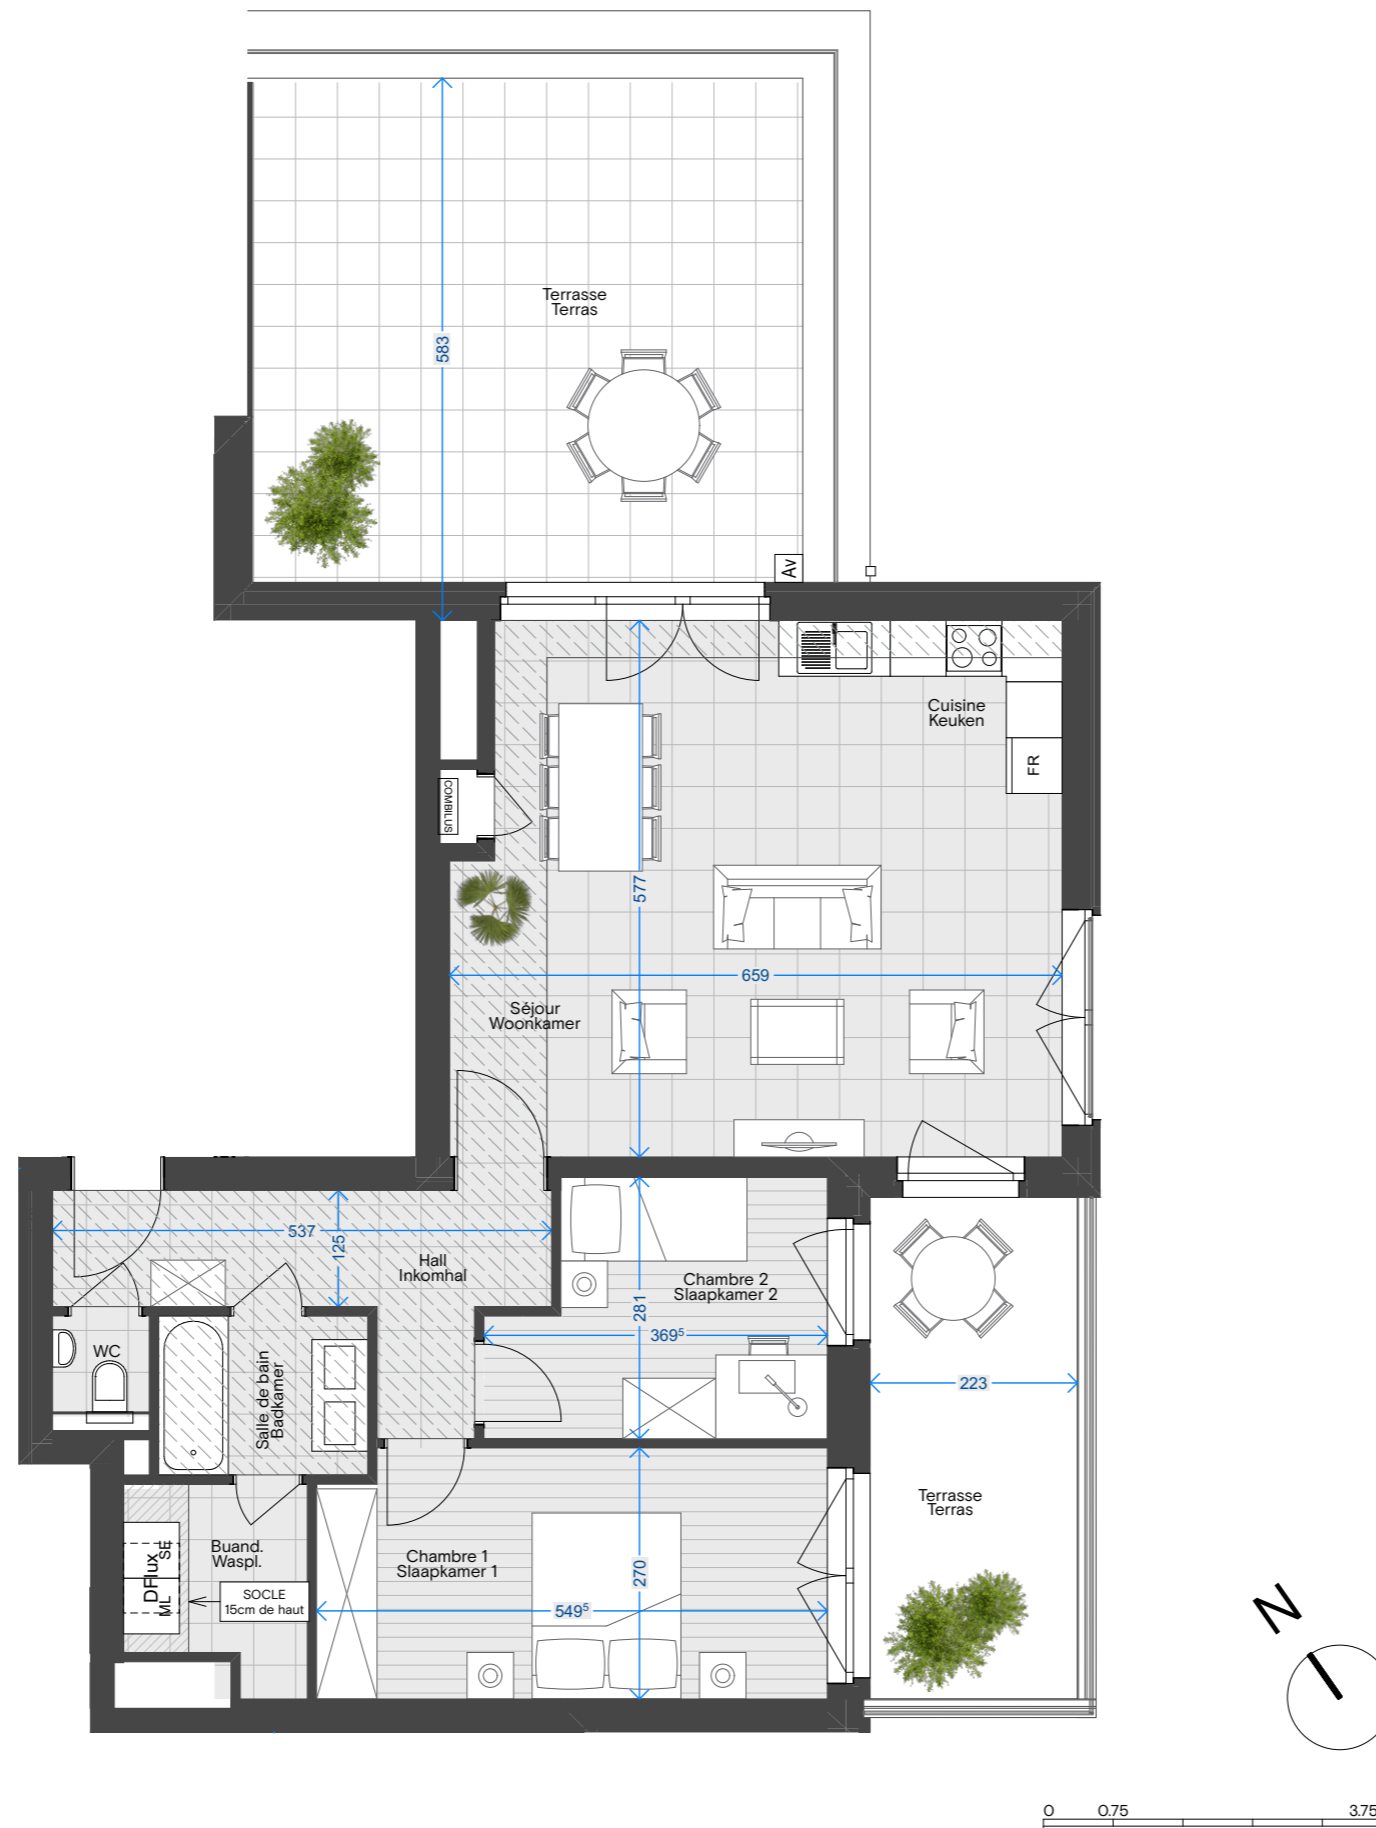 Terrasse
Terras
583
Av
Cuisine
Keuken
FR
COMBILUS
577
659
Séjour
Woonkamer
537
125
Hall
Inkomhal
Chambre 2
Slaapkamer 2
281
369⁵
WC
Salle de bain
Badkamer
223
Terrasse
Terras
Buand.
Waspl.
DFlux
SE
ML
SOCLE
15cm de haut
Chambre 1
Slaapkamer 1
270
549⁵
N
0 0.75 3.75